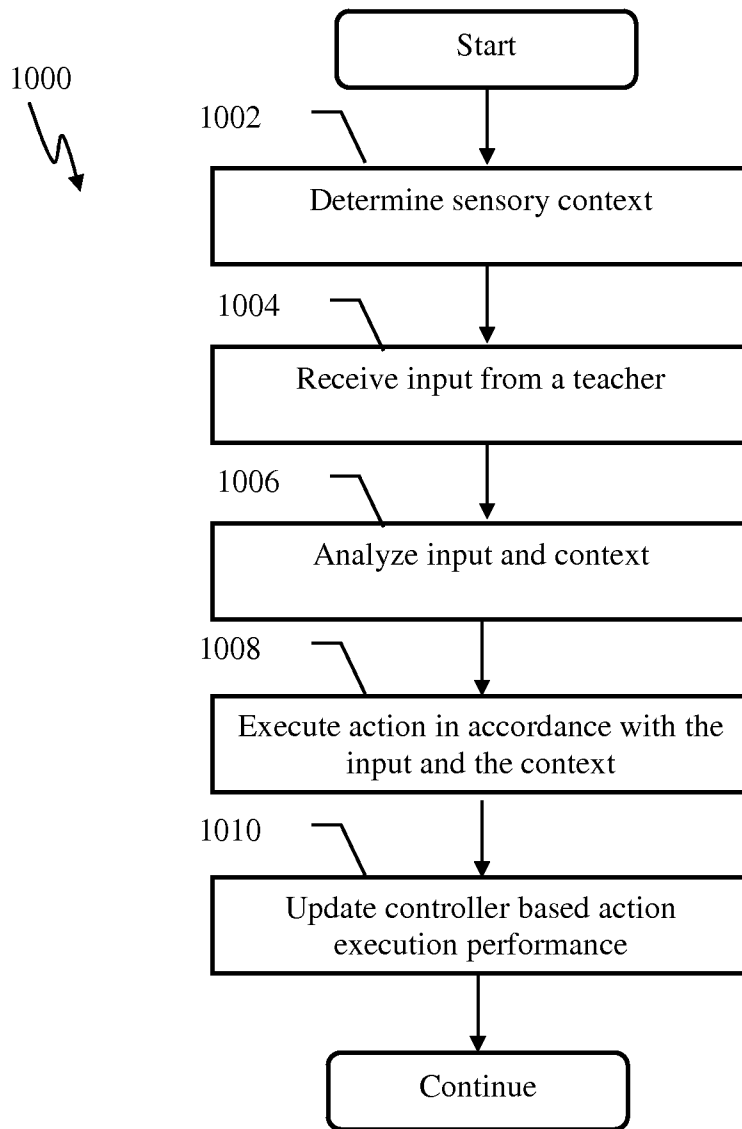 Start
1000
1002
Determine sensory context
1004
Receive input from a teacher
1006
Analyze input and context
1008
Execute action in accordance with the
input and the context
1010
Update controller based action
execution performance
Continue